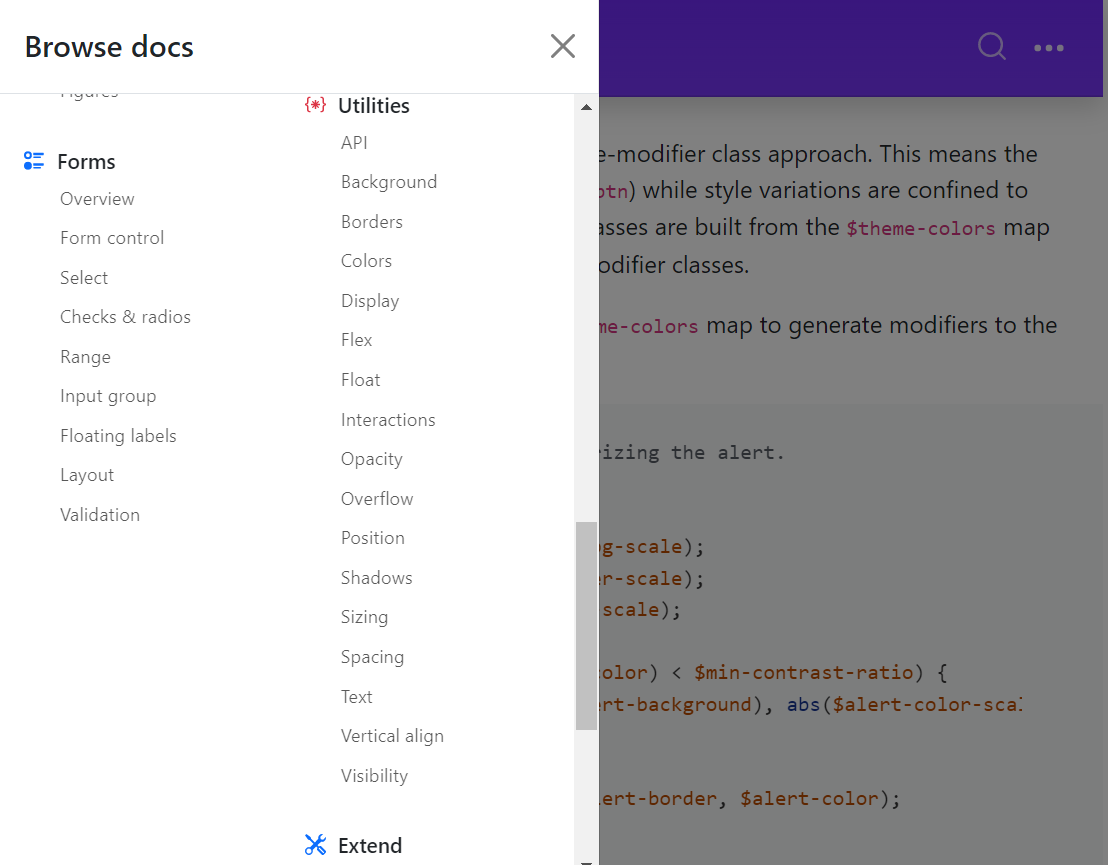 Browse docs
Figures
Forms
Overview
Form control
Select
Checks & radios
Range
Input group
Floating labels
Layout
Validation
{*} Utilities
API
Background
Borders
Colors
Display
Flex
Float
Interactions
Opacity
Overflow
Position
Shadows
Sizing
Spacing
Text
Vertical align
Visibility
Extend
e-modifier class approach. This means the
btn) while style variations are confined to
asses are built from the $theme-colors map
odifier classes.
me-colors map to generate modifiers to the
izing the alert.
g-scale);
r-scale);
scale);
olor) < $min-contrast-ratio) {
rt-background), abs($alert-color-scal
ert-border, $alert-color);